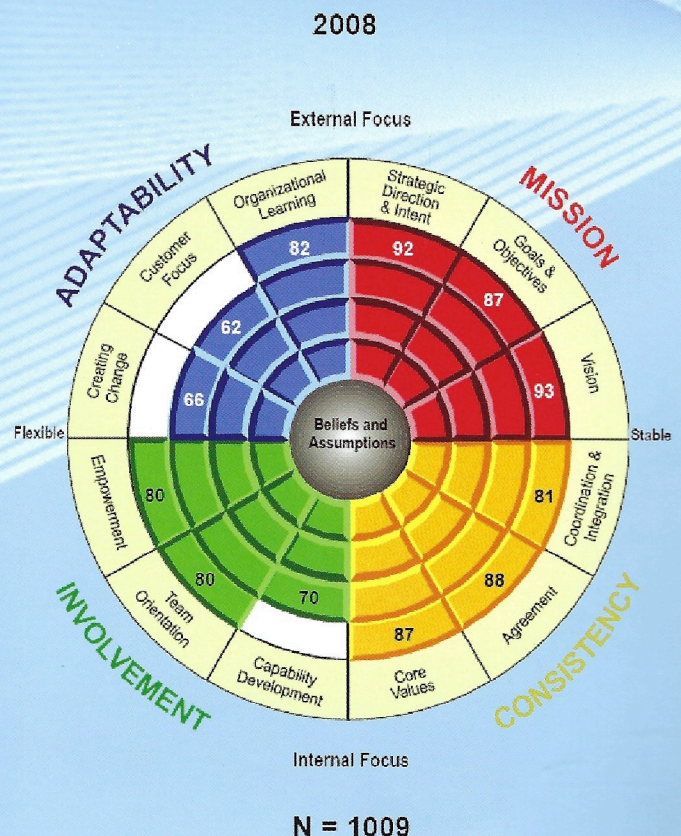 2008
External Focus
ADAPTABILITY
MISSION
Organizational
Learning
Strategic
Direction
& Intent
Customer
Focus
Goals &
Objectives
Creating
Change
Vision
82
92
62
87
66
93
Flexible
Beliefs and
Assumptions
Stable
Empowerment
80
81
Coordination &
Integration
Team
Orientation
80
88
Agreement
70
87
Capability
Development
Core
Values
INVOLVEMENT
CONSISTENCY
Internal Focus
N = 1009